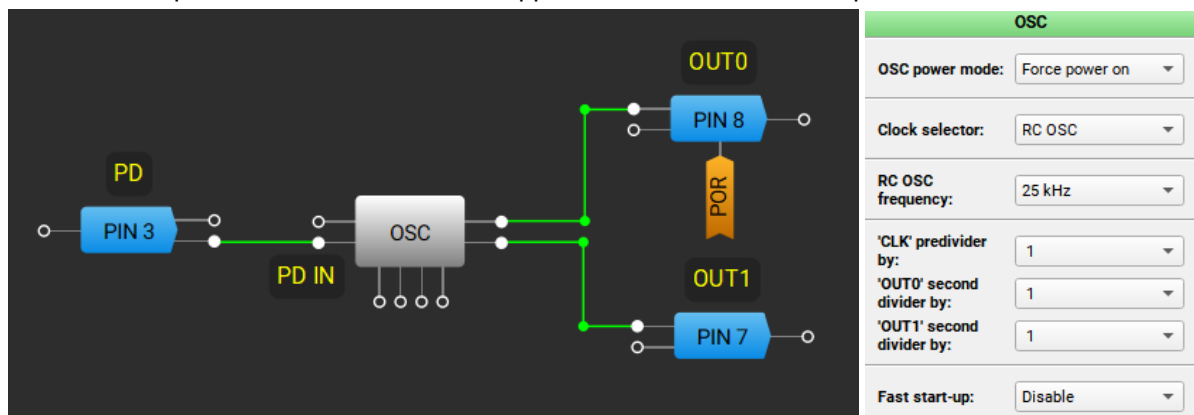 OUT0
PIN 8
POR
PD
PIN 3
PD IN
OSC
OUT1
PIN 7
OSC
OSC power mode: Force power on
Clock selector: RC OSC
RC OSC
frequency: 25 kHz
'CLK' predivider
by: 1
'OUT0' second
divider by: 1
'OUT1' second
divider by: 1
Fast start-up: Disable